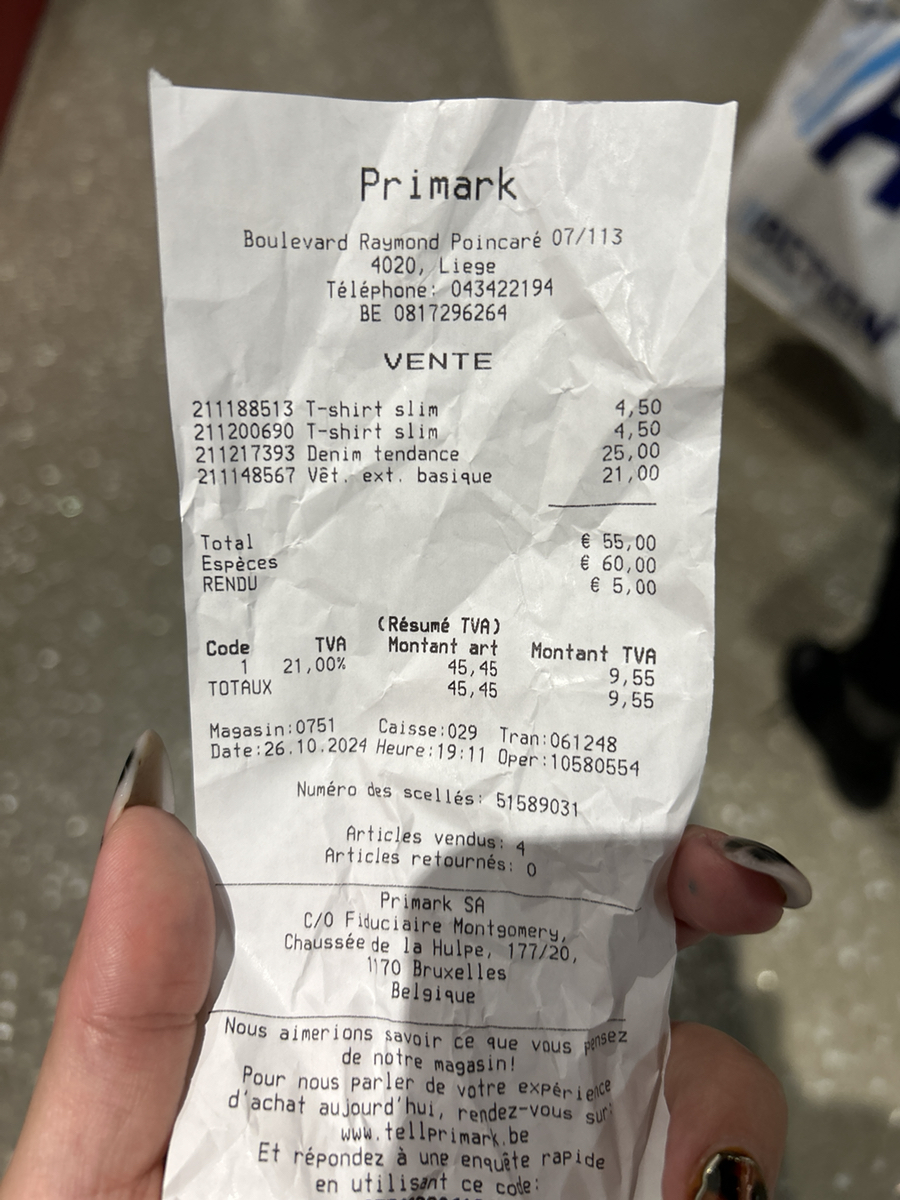 Primark
Boulevard Raymond Poincaré 07/113
4020, Liege
Téléphone: 043422194
BE 0817296264
VENTE
211188513 T-shirt slim 4,50
211200690 T-shirt slim 4,50
211217393 Denim tendance 25,00
211148567 Vêt. ext. basique 21,00
Total € 55,00
Espèces € 60,00
RENDU € 5,00
(Résumé TVA)
Code TVA Montant art Montant TVA
1 21,00% 45,45 9,55
TOTAUX 45,45 9,55
Magasin:0751 Caisse:029 Tran:061248
Date:26.10.2024 Heure:19:11 Oper:10580554
Numéro des scellés: 51589031
Articles vendus: 4
Articles retournés: 0
Primark SA
C/O Fiduciaire Montgomery,
Chaussée de la Hulpe, 177/20,
1170 Bruxelles
Belgique
Nous aimerions savoir ce que vous pensez
de notre magasin!
Pour nous parler de votre expérience
d'achat aujourd'hui, rendez-vous sur:
www.tellprimark.be
Et répondez à une enquête rapide
en utilisant ce code: